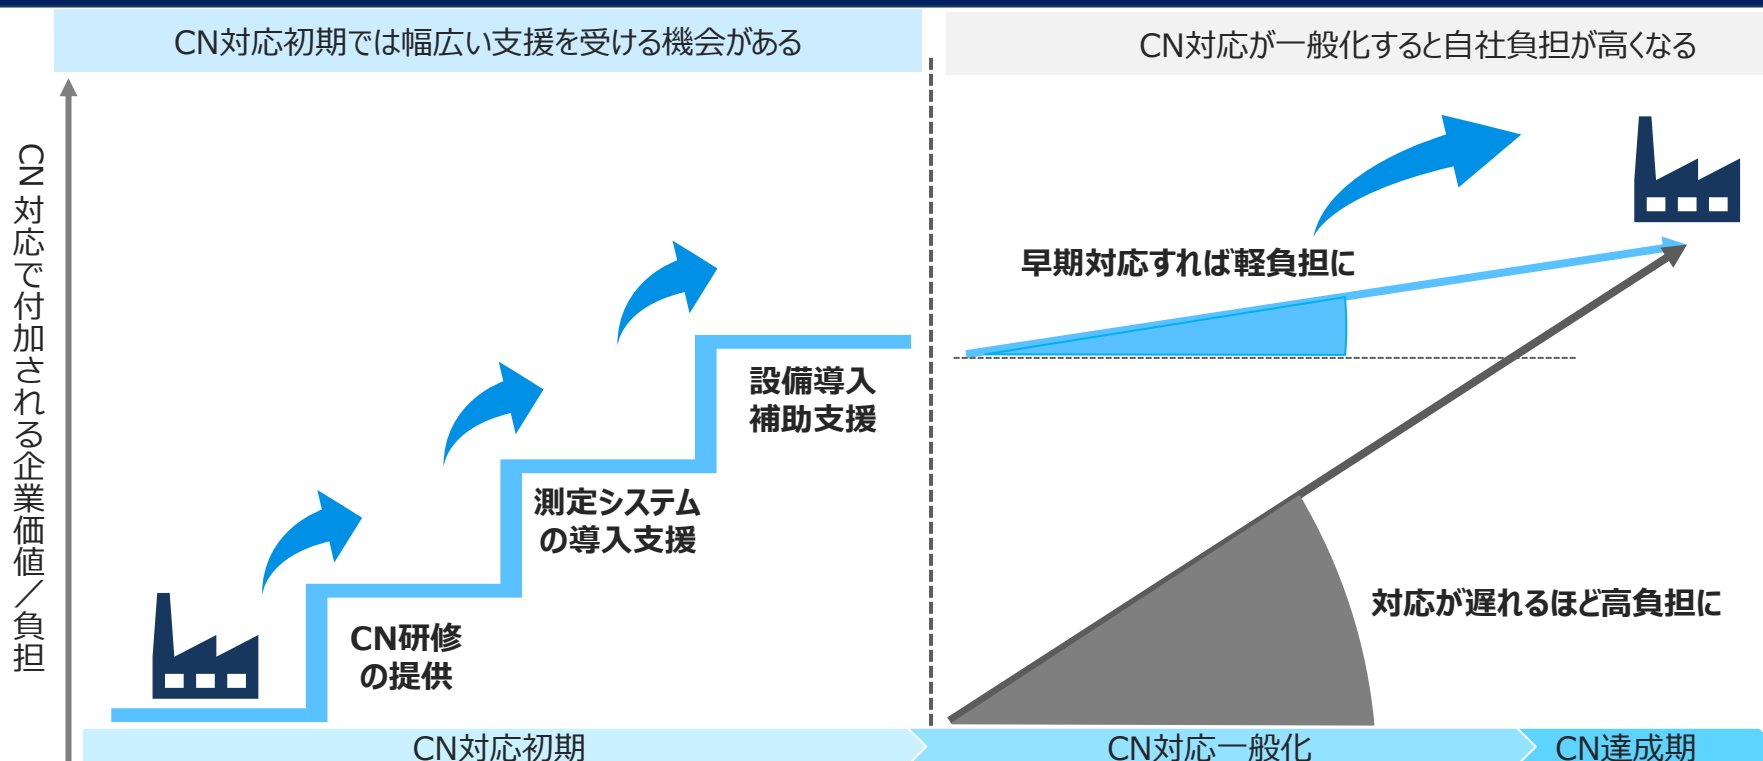 CN対応初期では幅広い支援を受ける機会がある
CN対応が一般化すると自社負担が高くなる
CN対応で付加される企業価値／負担
早期対応すれば軽負担に
設備導入
補助支援
測定システム
の導入支援
対応が遅れるほど高負担に
CN研修
の提供
CN対応初期
CN対応一般化
CN達成期